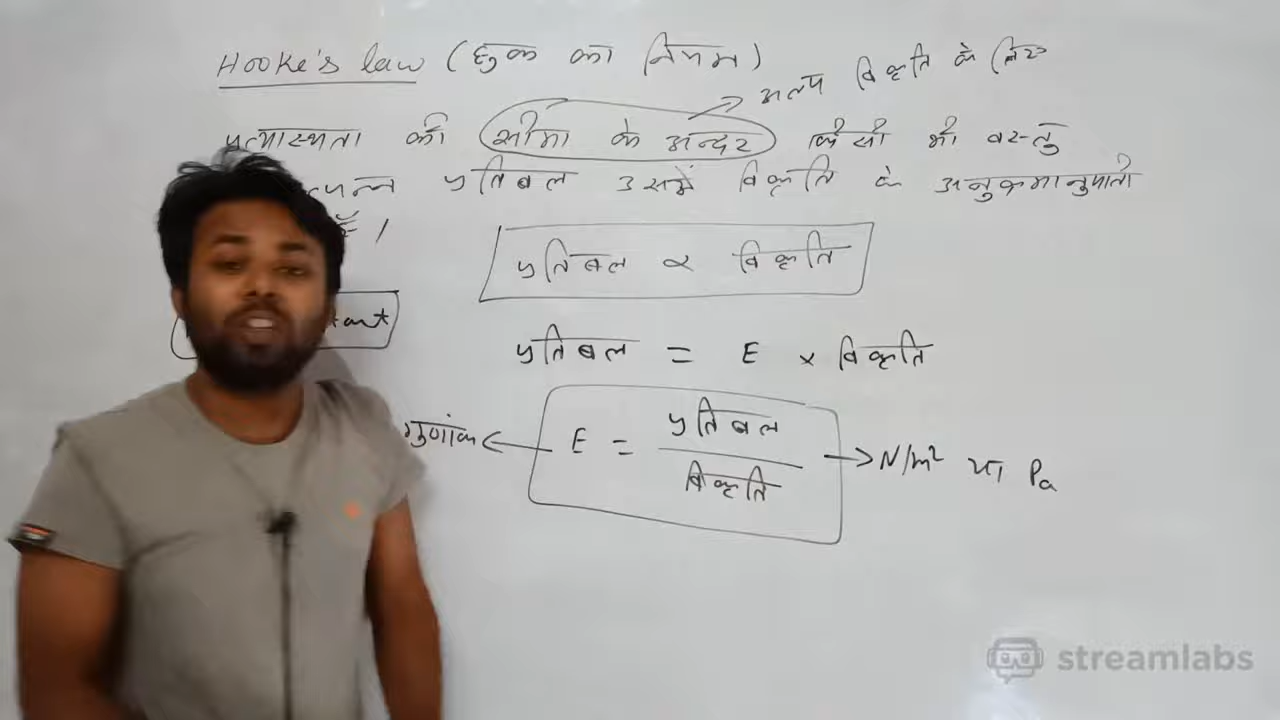 Hooke's law (हुक का नियम)
अल्प विकृति के लिए
प्रत्यास्थता की सीमा के अन्दर किसी भी वस्तु
प्रतिबल उसमें विकृति के अनुक्रमानुपाती
है ।
प्रतिबल ∝ विकृति
प्रतिबल = E × विकृति
गुणांक ← E = प्रतिबल / विकृति → N/m² या Pa
streamlabs